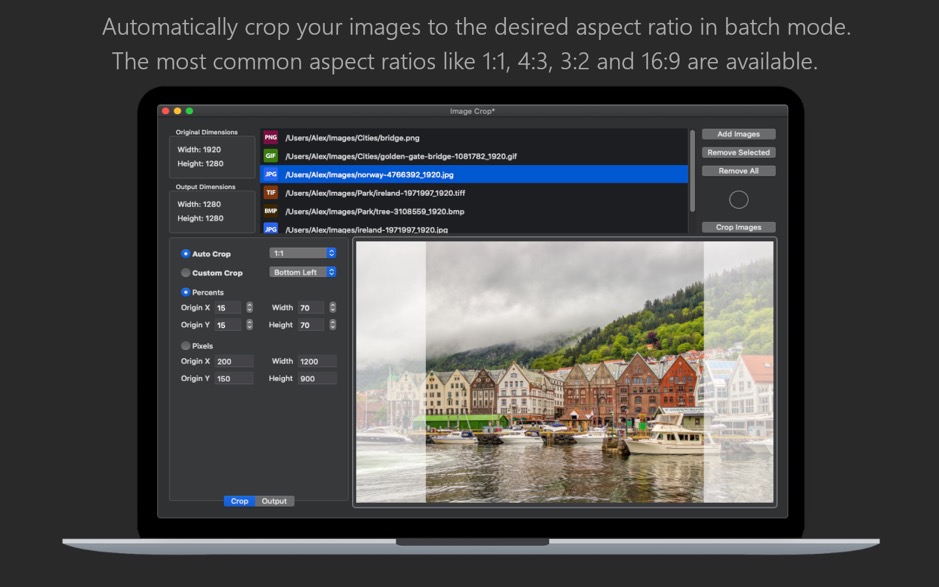 Automatically crop your images to the desired aspect ratio in batch mode.
The most common aspect ratios like 1:1, 4:3, 3:2 and 16:9 are available.
Image Crop*
Original Dimensions
Width: 1920
Height: 1280
Output Dimensions
Width: 1280
Height: 1280
PNG /Users/Alex/Images/Cities/bridge.png
GIF /Users/Alex/Images/Cities/golden-gate-bridge-1081782_1920.gif
JPG /Users/Alex/Images/norway-4766392_1920.jpg
TIF /Users/Alex/Images/Park/ireland-1971997_1920.tiff
BMP /Users/Alex/Images/Park/tree-3108559_1920.bmp
JPG /Users/Alex/Images/ireland-1971997_1920.jpg
Add Images
Remove Selected
Remove All
Crop Images
Auto Crop 1:1
Custom Crop Bottom Left
Percents
Origin X 15 Width 70
Origin Y 15 Height 70
Pixels
Origin X 200 Width 1200
Origin Y 150 Height 900
Crop Output